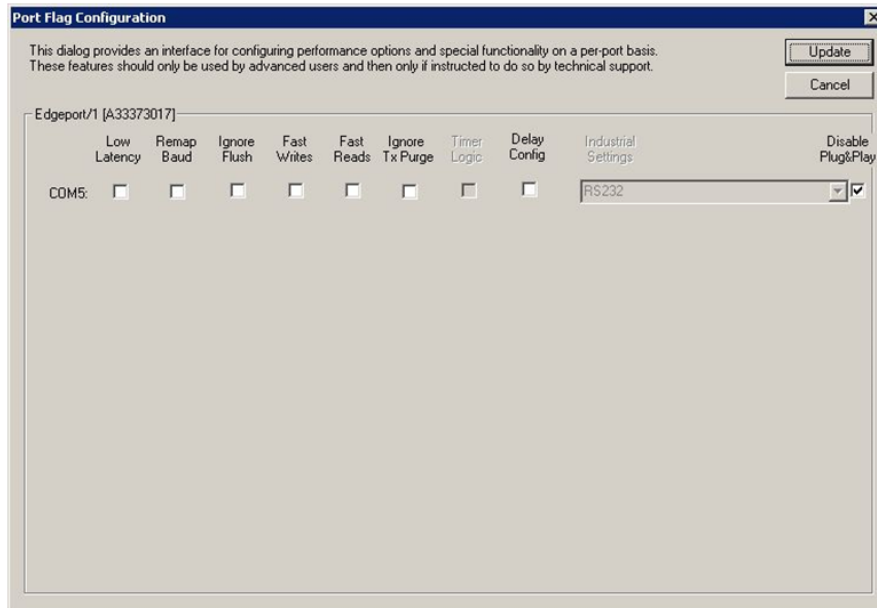 Port Flag Configuration
This dialog provides an interface for configuring performance options and special functionality on a per-port basis.
These features should only be used by advanced users and then only if instructed to do so by technical support.
Update
Cancel
Edgeport/1 [A33373017]
Low Latency
Remap Baud
Ignore Flush
Fast Writes
Fast Reads
Ignore Tx Purge
Timer Logic
Delay Config
Industrial Settings
Disable Plug&Play
COM5:
RS232